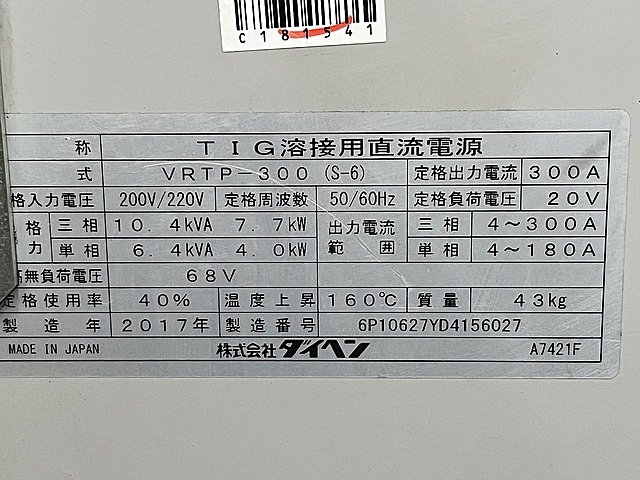 C181541
称 TIG溶接用直流電源
式 VRTP-300 (S-6) 定格出力電流 300A
格入力電圧 200V/220V 定格周波数 50/60Hz 定格負荷電圧 20V
格 三相 10.4kVA 7.7kW 出力電流 三相 4～300A
力 単相 6.4kVA 4.0kW 範囲 単相 4～180A
高無負荷電圧 68V
定格使用率 40% 温度上昇 160℃ 質量 43kg
製造年 2017年 製造番号 6P10627YD4156027
MADE IN JAPAN 株式会社ダイヘン A7421F